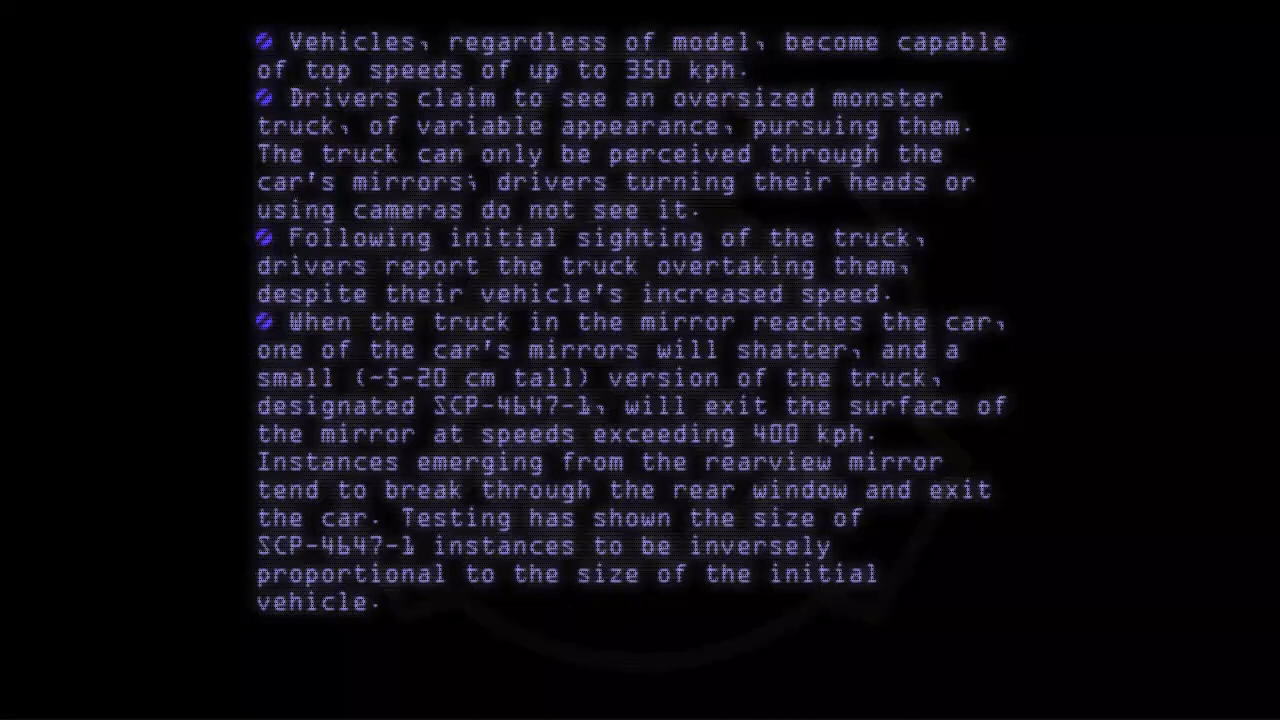 Vehicles, regardless of model, become capable
of top speeds of up to 350 kph.
Drivers claim to see an oversized monster
truck, of variable appearance, pursuing them.
The truck can only be perceived through the
car's mirrors; drivers turning their heads or
using cameras do not see it.
Following initial sighting of the truck,
drivers report the truck overtaking them,
despite their vehicle's increased speed.
When the truck in the mirror reaches the car,
one of the car's mirrors will shatter, and a
small (~5-20 cm tall) version of the truck,
designated SCP-4647-1, will exit the surface of
the mirror at speeds exceeding 400 kph.
Instances emerging from the rearview mirror
tend to break through the rear window and exit
the car. Testing has shown the size of
SCP-4647-1 instances to be inversely
proportional to the size of the initial
vehicle.